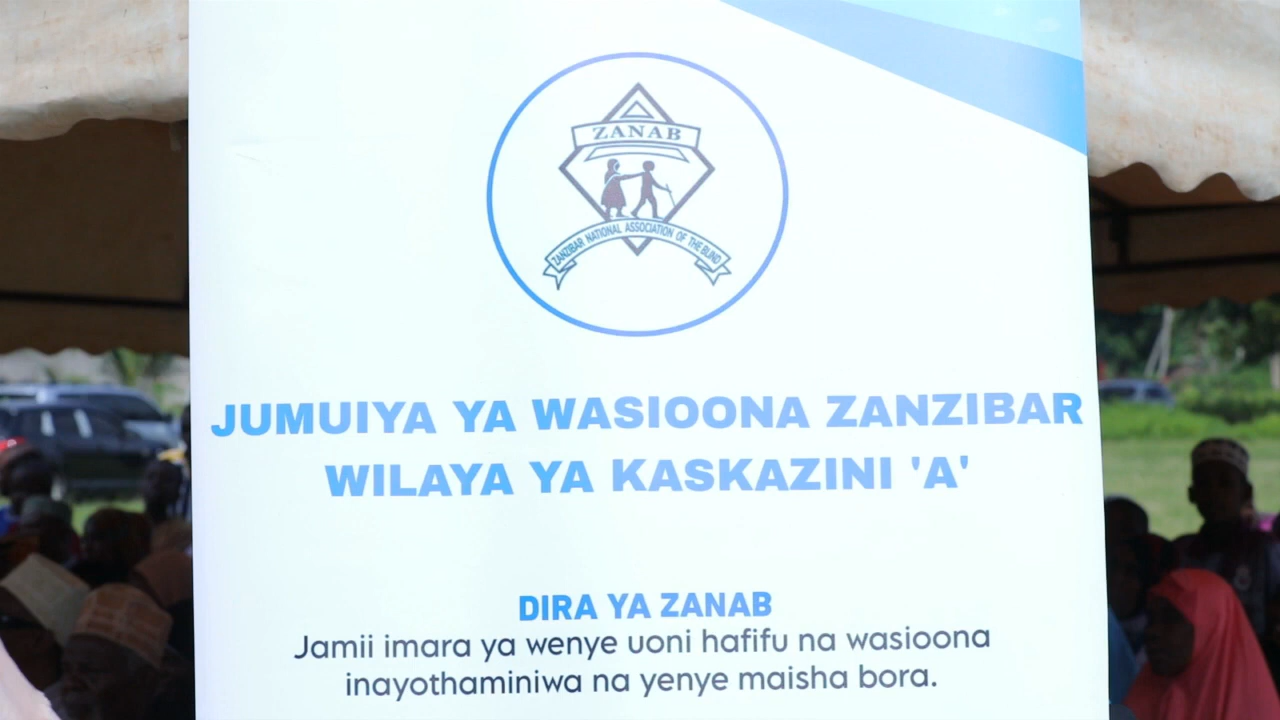 ZANAB
ZANZIBAR NATIONAL ASSOCIATION OF THE BLIND
JUMUIYA YA WASIOONA ZANZIBAR
WILAYA YA KASKAZINI 'A'
DIRA YA ZANAB
Jamii imara ya wenye uoni hafifu na wasioona
inayothaminiwa na yenye maisha bora.